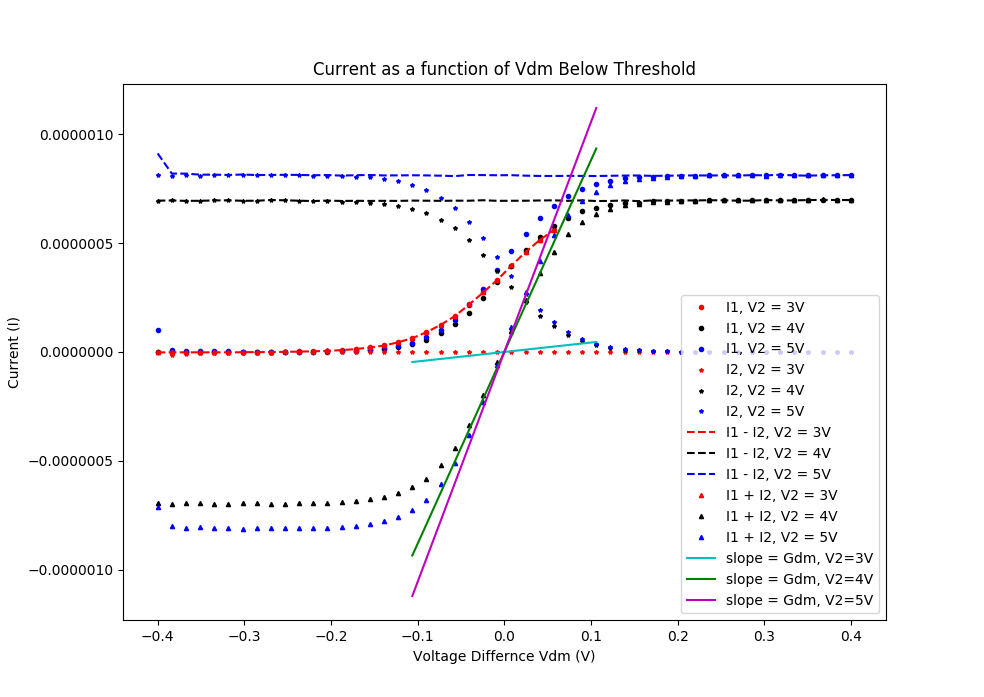 Current as a function of Vdm Below Threshold
Current (I)
0.0000010
0.0000005
0.0000000
−0.0000005
−0.0000010
I1, V2 = 3V
I1, V2 = 4V
I1, V2 = 5V
I2, V2 = 3V
I2, V2 = 4V
I2, V2 = 5V
I1 - I2, V2 = 3V
I1 - I2, V2 = 4V
I1 - I2, V2 = 5V
I1 + I2, V2 = 3V
I1 + I2, V2 = 4V
I1 + I2, V2 = 5V
slope = Gdm, V2=3V
slope = Gdm, V2=4V
slope = Gdm, V2=5V
−0.4 −0.3 −0.2 −0.1 0.0 0.1 0.2 0.3 0.4
Voltage Differnce Vdm (V)